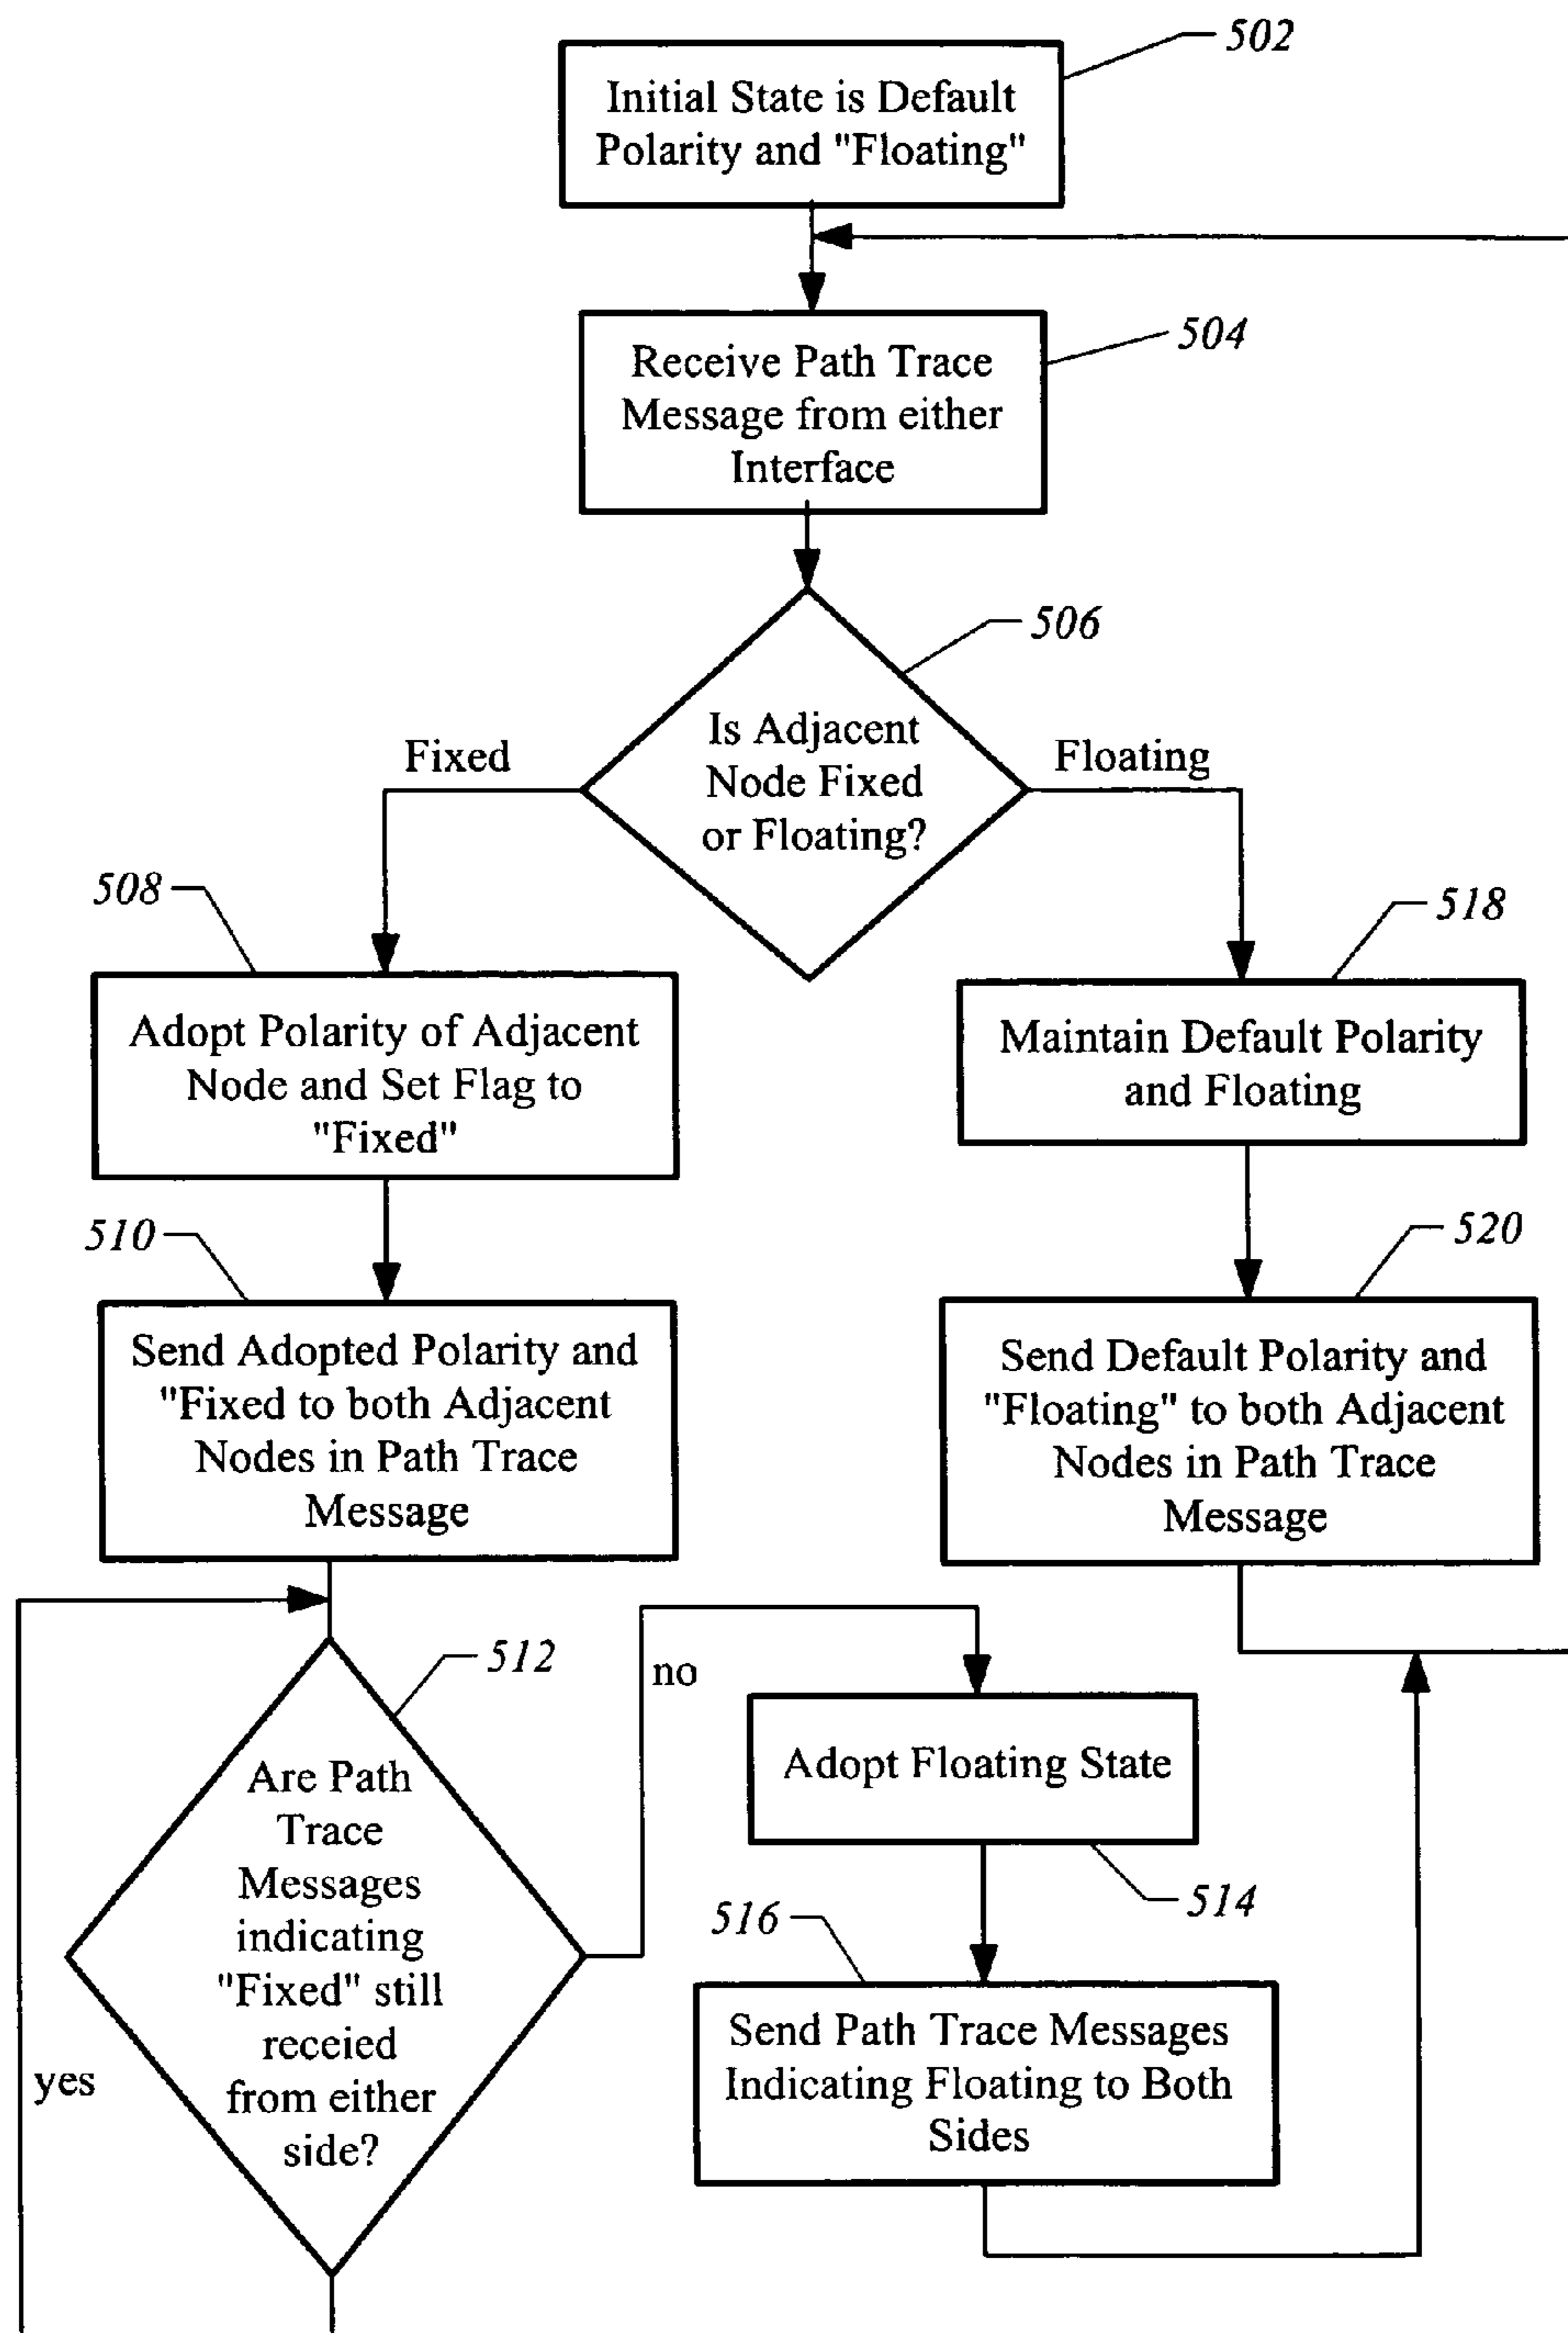 502
Initial State is Default
Polarity and "Floating"
504
Receive Path Trace
Message from either
Interface
506
Is Adjacent
Node Fixed
or Floating?
Fixed
Floating
508
Adopt Polarity of Adjacent
Node and Set Flag to
"Fixed"
518
Maintain Default Polarity
and Floating
510
Send Adopted Polarity and
"Fixed to both Adjacent
Nodes in Path Trace
Message
520
Send Default Polarity and
"Floating" to both Adjacent
Nodes in Path Trace
Message
512
Are Path
Trace
Messages
indicating
"Fixed" still
receied
from either
side?
yes
no
Adopt Floating State
514
516
Send Path Trace Messages
Indicating Floating to Both
Sides